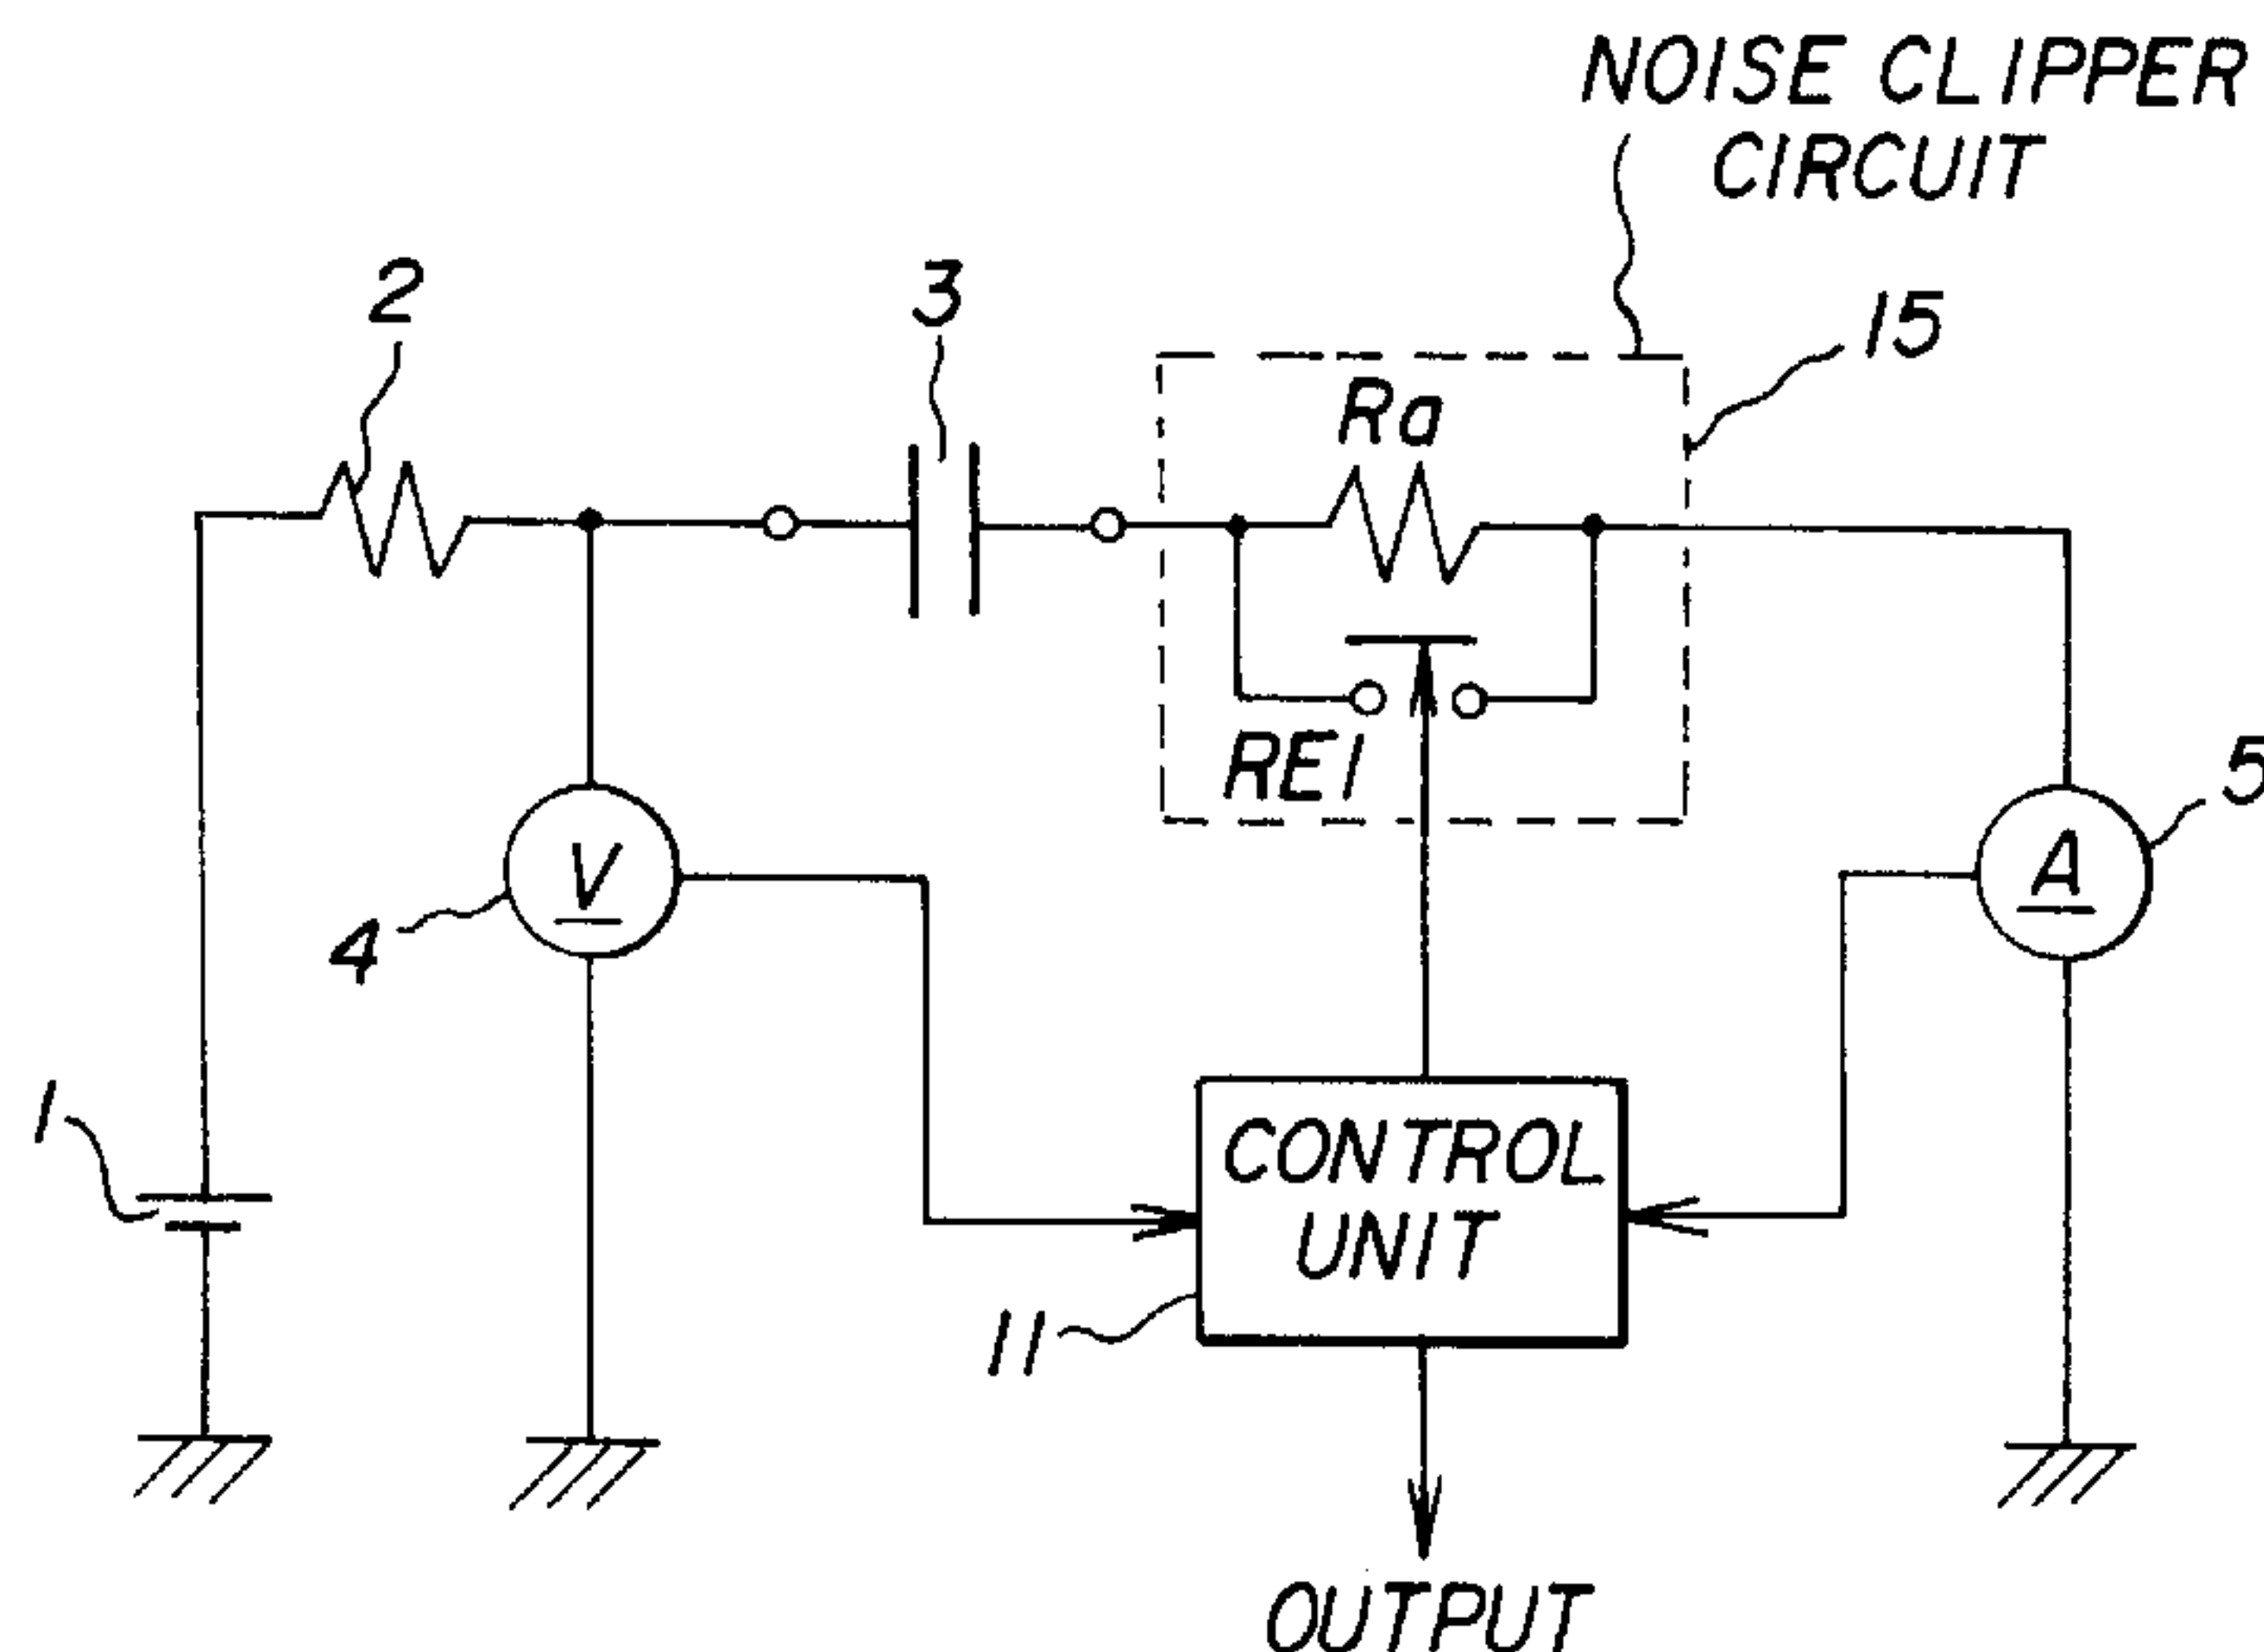 NOISE CLIPPER
CIRCUIT
2
3
15
Ra
RE1
5
V
A
4
1
CONTROL
UNIT
11
OUTPUT